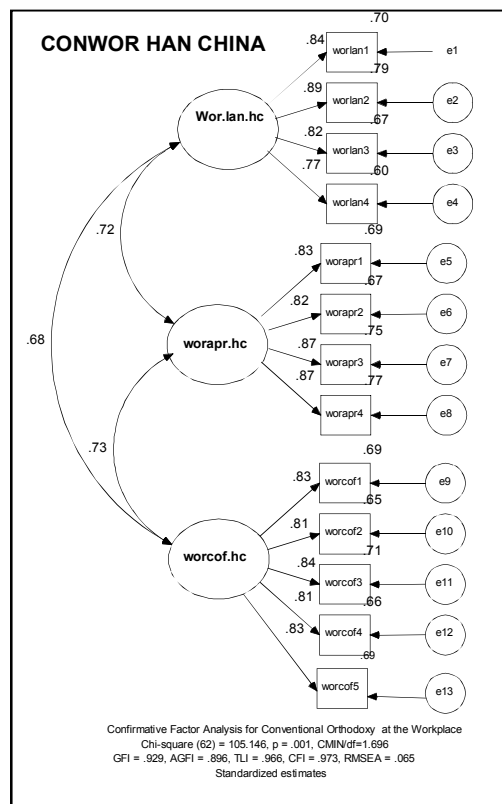 CONWOR HAN CHINA
.70
.84
worlan1
e1
.79
.89
Wor.lan.hc
worlan2
e2
.67
.82
worlan3
e3
.77
.60
worlan4
e4
.69
.72
.83
worapr1
e5
.67
.82
worapr2
e6
.75
.68
worapr.hc
.87
worapr3
e7
.87
.77
worapr4
e8
.73
.69
.83
worcof1
e9
.65
.81
worcof2
e10
.71
worcof.hc
.84
worcof3
e11
.81
.66
.83
worcof4
e12
.69
worcof5
e13
Confirmative Factor Analysis for Conventional Orthodoxy at the Workplace
Chi-square (62) = 105.146, p = .001, CMIN/df=1.696
GFI = .929, AGFI = .896, TLI = .966, CFI = .973, RMSEA = .065
Standardized estimates